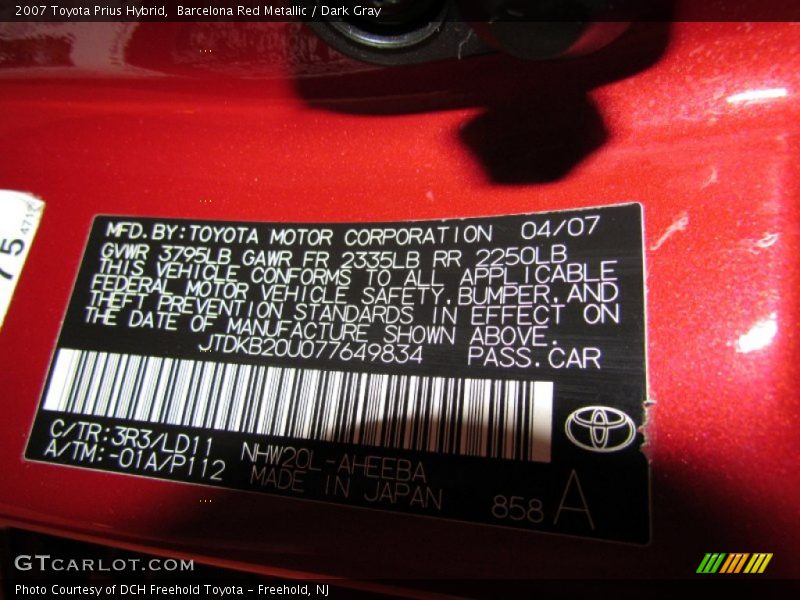 2007 Toyota Prius Hybrid,  Barcelona Red Metallic / Dark Gray
75
4712
MFD.BY:TOYOTA MOTOR CORPORATION 04/07
GVWR 3795LB GAWR FR 2335LB RR 2250LB
THIS VEHICLE CONFORMS TO ALL APPLICABLE
FEDERAL MOTOR VEHICLE SAFETY,BUMPER,AND
THEFT PREVENTION STANDARDS IN EFFECT ON
THE DATE OF MANUFACTURE SHOWN ABOVE.
JTDKB20U077649834 PASS.CAR
C/TR:3R3/LD11
A/TM:-01A/P112
NHW20L-AHEEBA
MADE IN JAPAN
858 A
GTCARLOT.COM
Photo Courtesy of DCH Freehold Toyota - Freehold, NJ